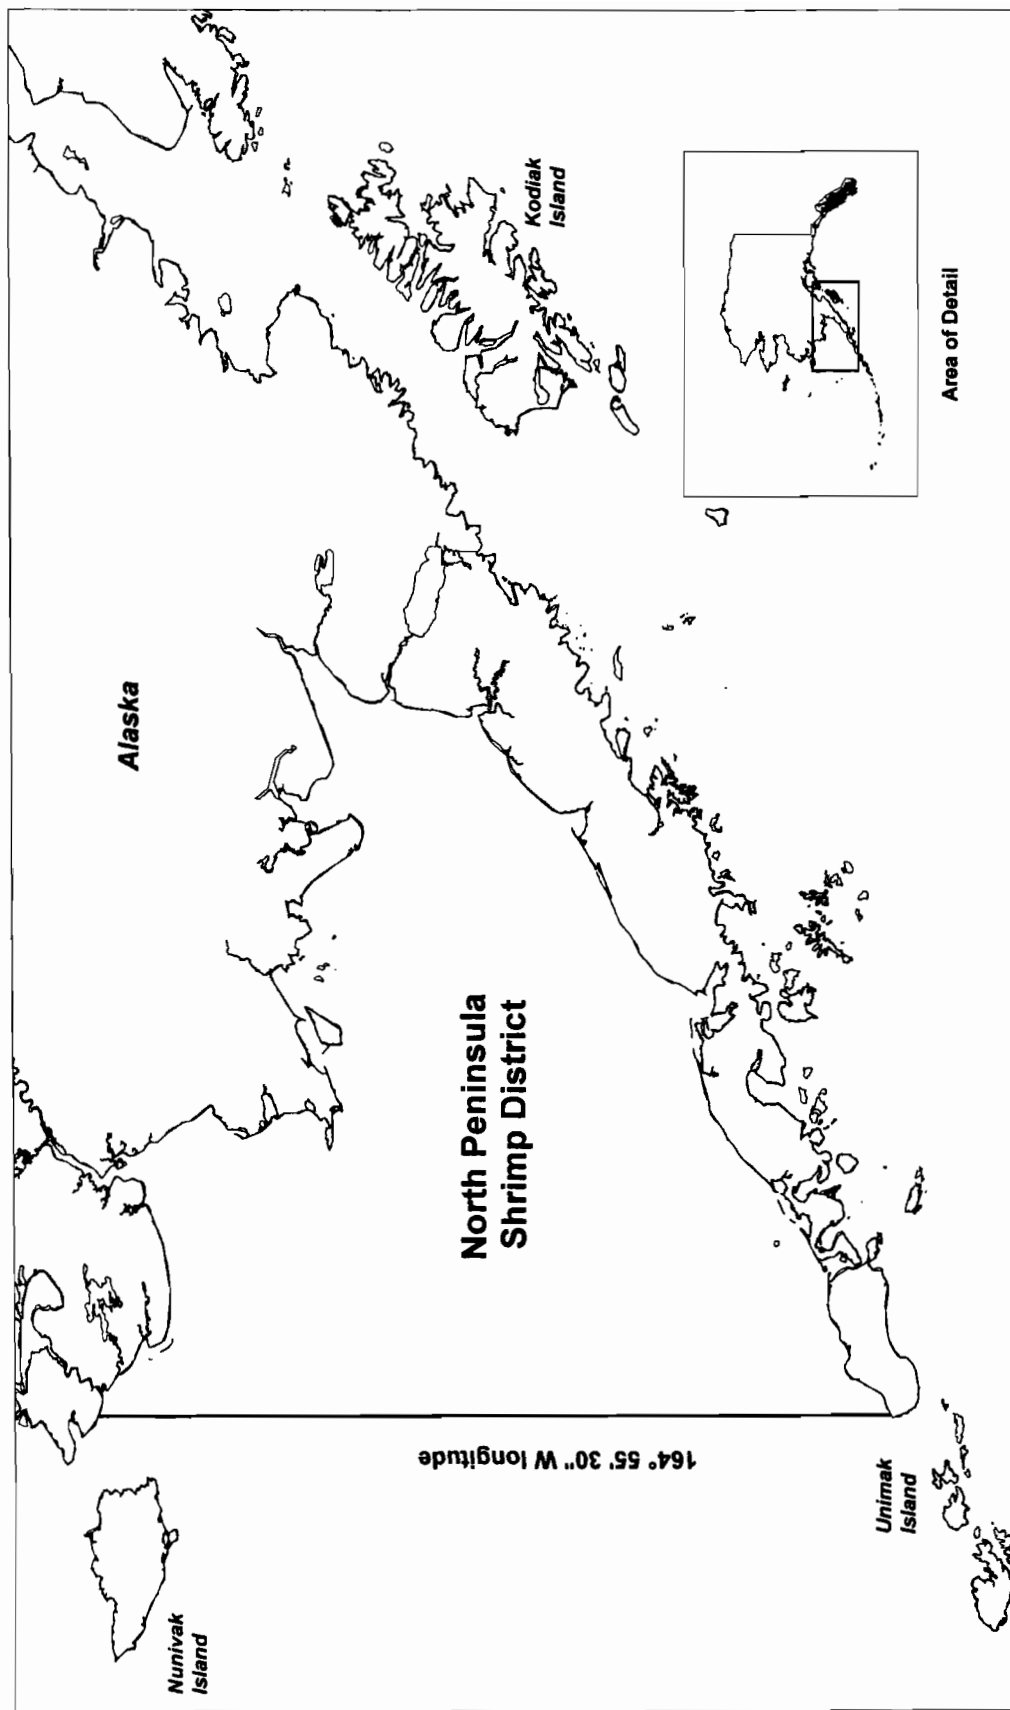 Alaska
Kodiak
Island
North Peninsula
Shrimp District
Area of Detail
164° 55' 30" W longitude
Nunivak
Island
Unimak
Island